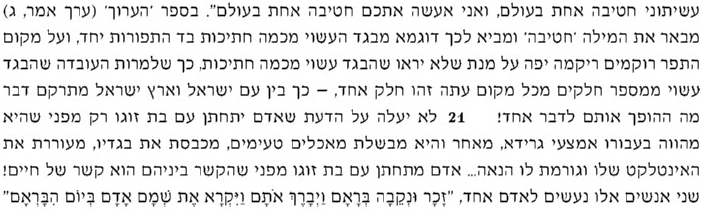 עשיתוני חטיבה אחת בעולם, ואני אעשה אתכם חטיבה אחת בעולם". בספר 'הערוך' (ערך אמר, ג)
מבאר את המילה 'חטיבה' ומביא לכך דוגמא מבגד העשוי מכמה חתיכות בד התפורות יחד, ועל מקום
התפר רוקמים ריקמה יפה על מנת שלא יראו שהבגד עשוי מכמה חתיכות, כך שלמרות העובדה שהבגד
עשוי ממספר חלקים מכל מקום עתה זהו חלק אחד, – כך בין עם ישראל וארץ ישראל מתרקם דבר
מה ההופך אותם לדבר אחד! 21 לא יעלה על הדעת שאדם יתחתן עם בת זוגו רק מפני שהיא
מהווה בעבורו אמצעי גרידא, מאחר והיא מבשלת מאכלים טעימים, מכבסת את בגדיו, מעוררת את
האינטלקט שלו וגורמת לו הנאה... אדם מתחתן עם בת זוגו מפני שהקשר ביניהם הוא קשר של חיים!
שני אנשים אלו נעשים לאדם אחד, "זָכָר וּנְקֵבָה בְּרָאָם וַיְבָרֶךְ אֹתָם וַיִּקְרָא אֶת שְׁמָם אָדָם בְּיוֹם הִבָּרְאָם"